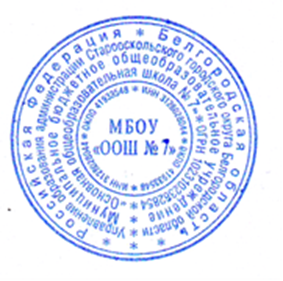 Российская Федерация * Белгородская область *
Управление образования администрации Старооскольского городского округа Белгородской области
Муниципальное бюджетное общеобразовательное учреждение
"Основная общеобразовательная школа № 7" * ОГРН
МБОУ
«ООШ № 7»